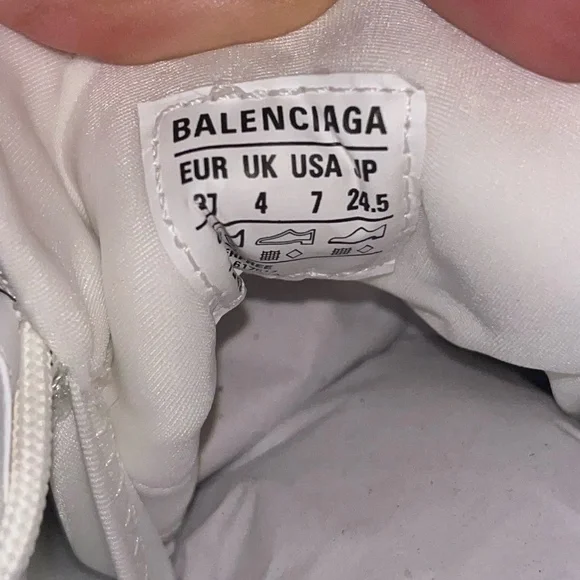 BALENCIAGA
EUR UK USA JP
37 4 7 24.5